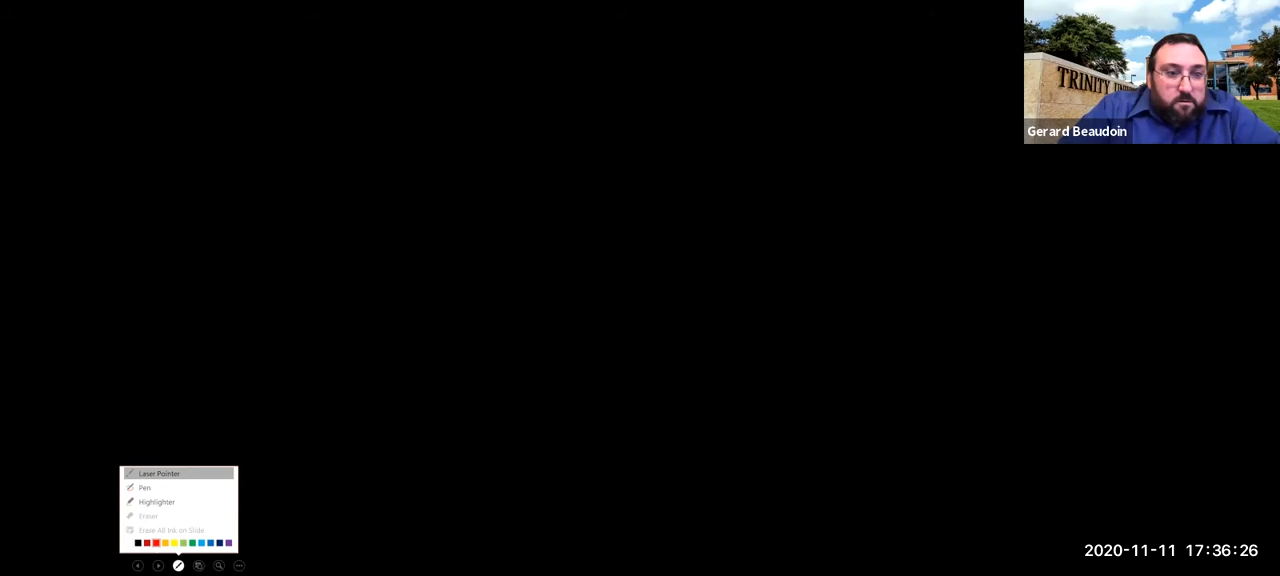 TRINITY UNI
Gerard Beaudoin
Laser Pointer
Pen
Highlighter
Eraser
Erase All Ink on Slide
2020-11-11 17:36:26